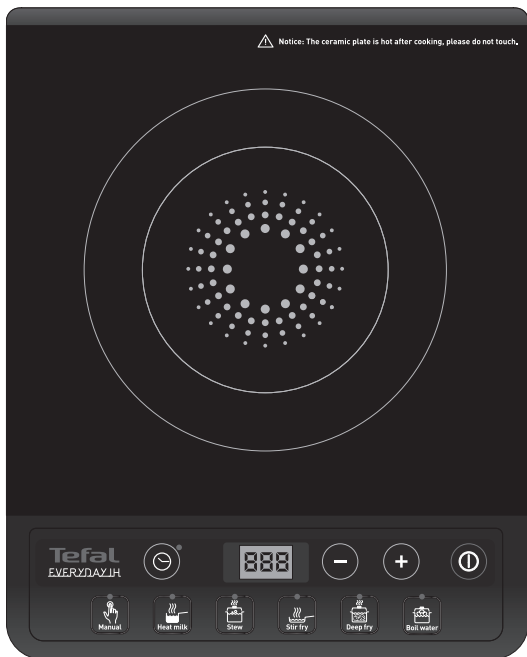 Notice: The ceramic plate is hot after cooking, please do not touch.
Tefal
EVERYDAY IH
888
Manual
Heat milk
Stew
Stir fry
Deep fry
Boil water